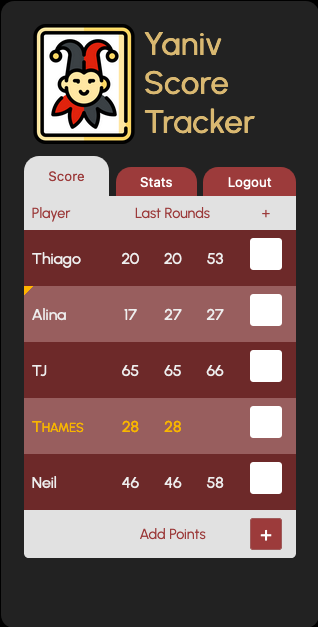 Yaniv
Score
Tracker
Score Stats Logout
Player Last Rounds +
Thiago 20 20 53
Alina 17 27 27
TJ 65 65 66
THAMES 28 28
Neil 46 46 58
Add Points +